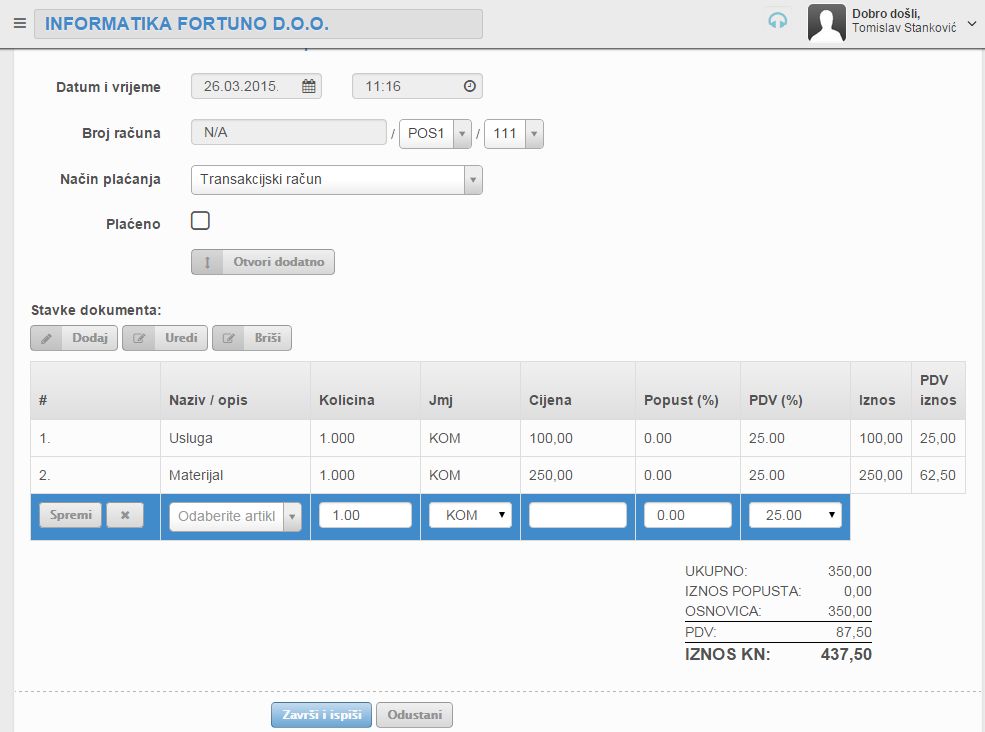 INFORMATIKA FORTUNO D.O.O.
Dobro došli,
Tomislav Stanković
Datum i vrijeme 26.03.2015. 11:16
Broj računa N/A / POS1 / 111
Način plaćanja Transakcijski račun
Plaćeno
Otvori dodatno
Stavke dokumenta:
Dodaj Uredi Briši
# Naziv / opis Kolicina Jmj Cijena Popust (%) PDV (%) Iznos PDV iznos
1. Usluga 1.000 KOM 100,00 0.00 25.00 100,00 25,00
2. Materijal 1.000 KOM 250,00 0.00 25.00 250,00 62,50
Spremi Odaberite artikl 1.00 KOM 0.00 25.00
UKUPNO: 350,00
IZNOS POPUSTA: 0,00
OSNOVICA: 350,00
PDV: 87,50
IZNOS KN: 437,50
Završi i ispiši Odustani